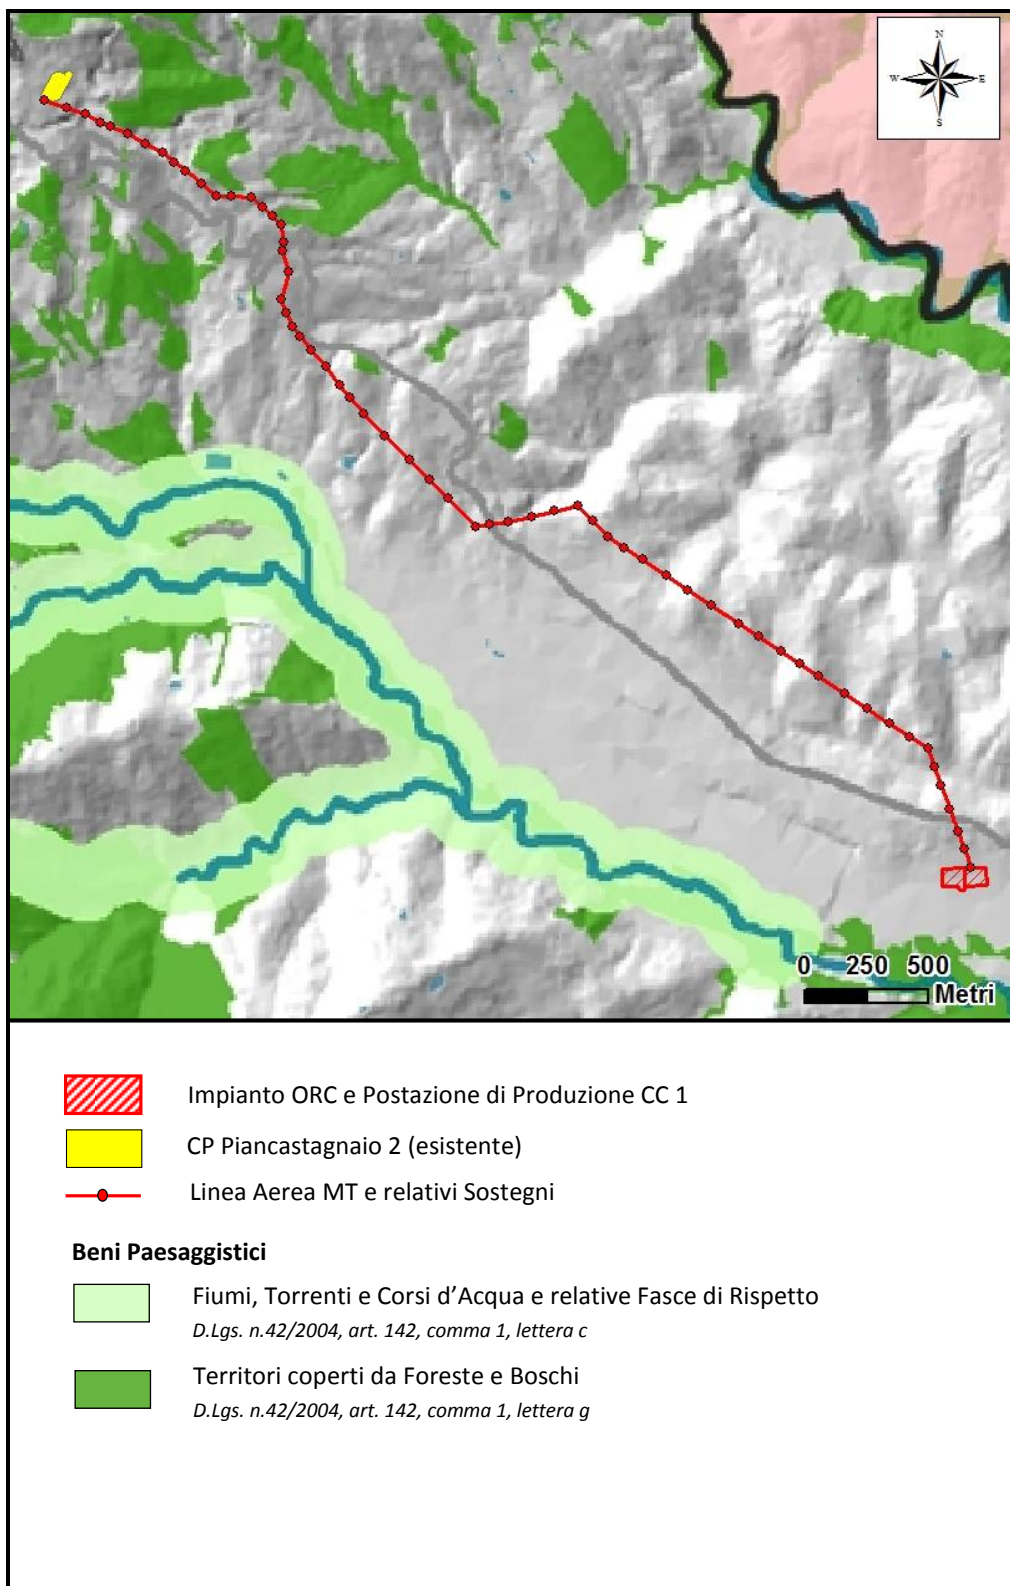 N
W E
S
0 250 500
Metri
Impianto ORC e Postazione di Produzione CC 1
CP Piancastagnaio 2 (esistente)
Linea Aerea MT e relativi Sostegni
Beni Paesaggistici
Fiumi, Torrenti e Corsi d'Acqua e relative Fasce di Rispetto
D.Lgs. n.42/2004, art. 142, comma 1, lettera c
Territori coperti da Foreste e Boschi
D.Lgs. n.42/2004, art. 142, comma 1, lettera g